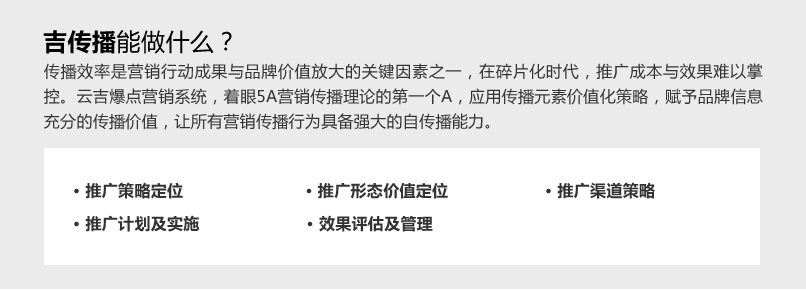 吉传播能做什么？
传播效率是营销行动成果与品牌价值放大的关键因素之一，在碎片化时代，推广成本与效果难以掌
控。云吉爆点营销系统，着眼5A营销传播理论的第一个A，应用传播元素价值化策略，赋予品牌信息
充分的传播价值，让所有营销传播行为具备强大的自传播能力。
• 推广策略定位 • 推广形态价值定位 • 推广渠道策略
• 推广计划及实施 • 效果评估及管理